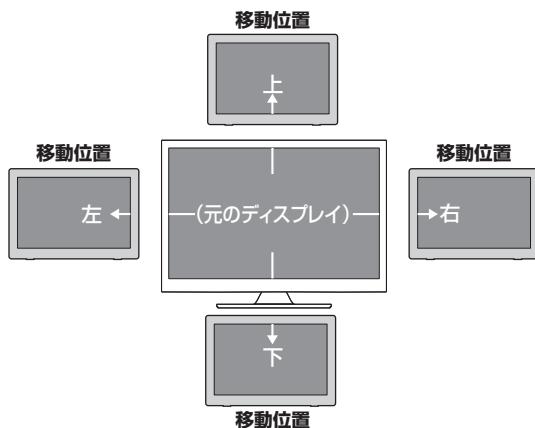 移動位置
上
移動位置
移動位置
左
(元のディスプレイ)
右
下
移動位置